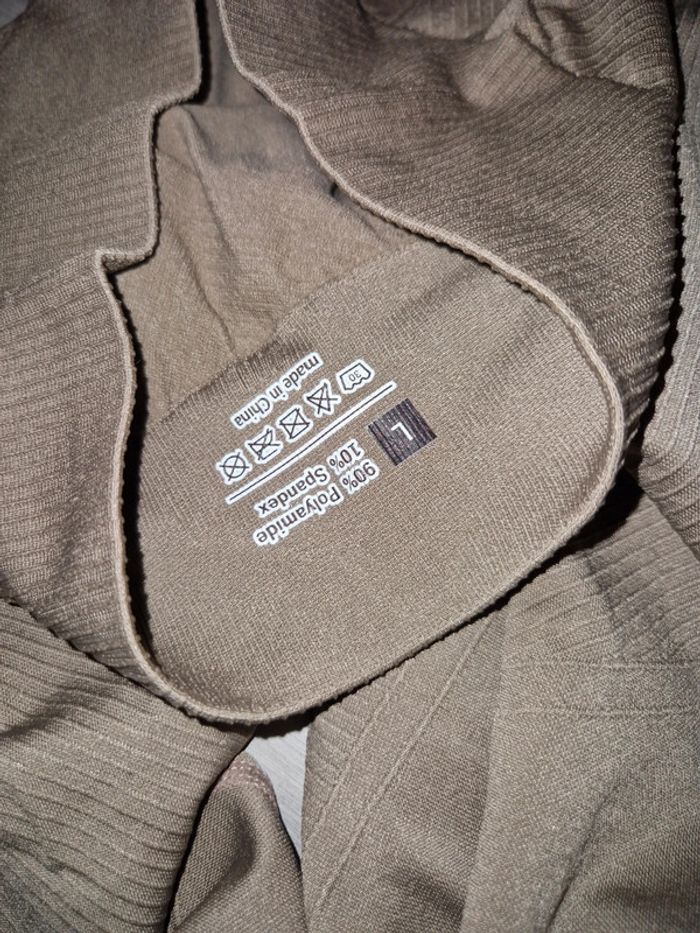 L
90% Polyamide
10% Spandex
30
made in China